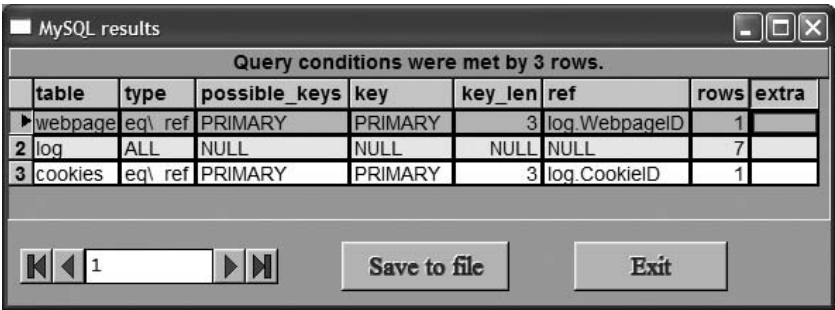 MySQL results
Query conditions were met by 3 rows.
table type possible_keys key key_len ref rows extra
webpage eq\ ref PRIMARY PRIMARY 3 log.WebpageID 1
2 log ALL NULL NULL NULL NULL 7
3 cookies eq\ ref PRIMARY PRIMARY 3 log.CookieID 1
1 Save to file Exit